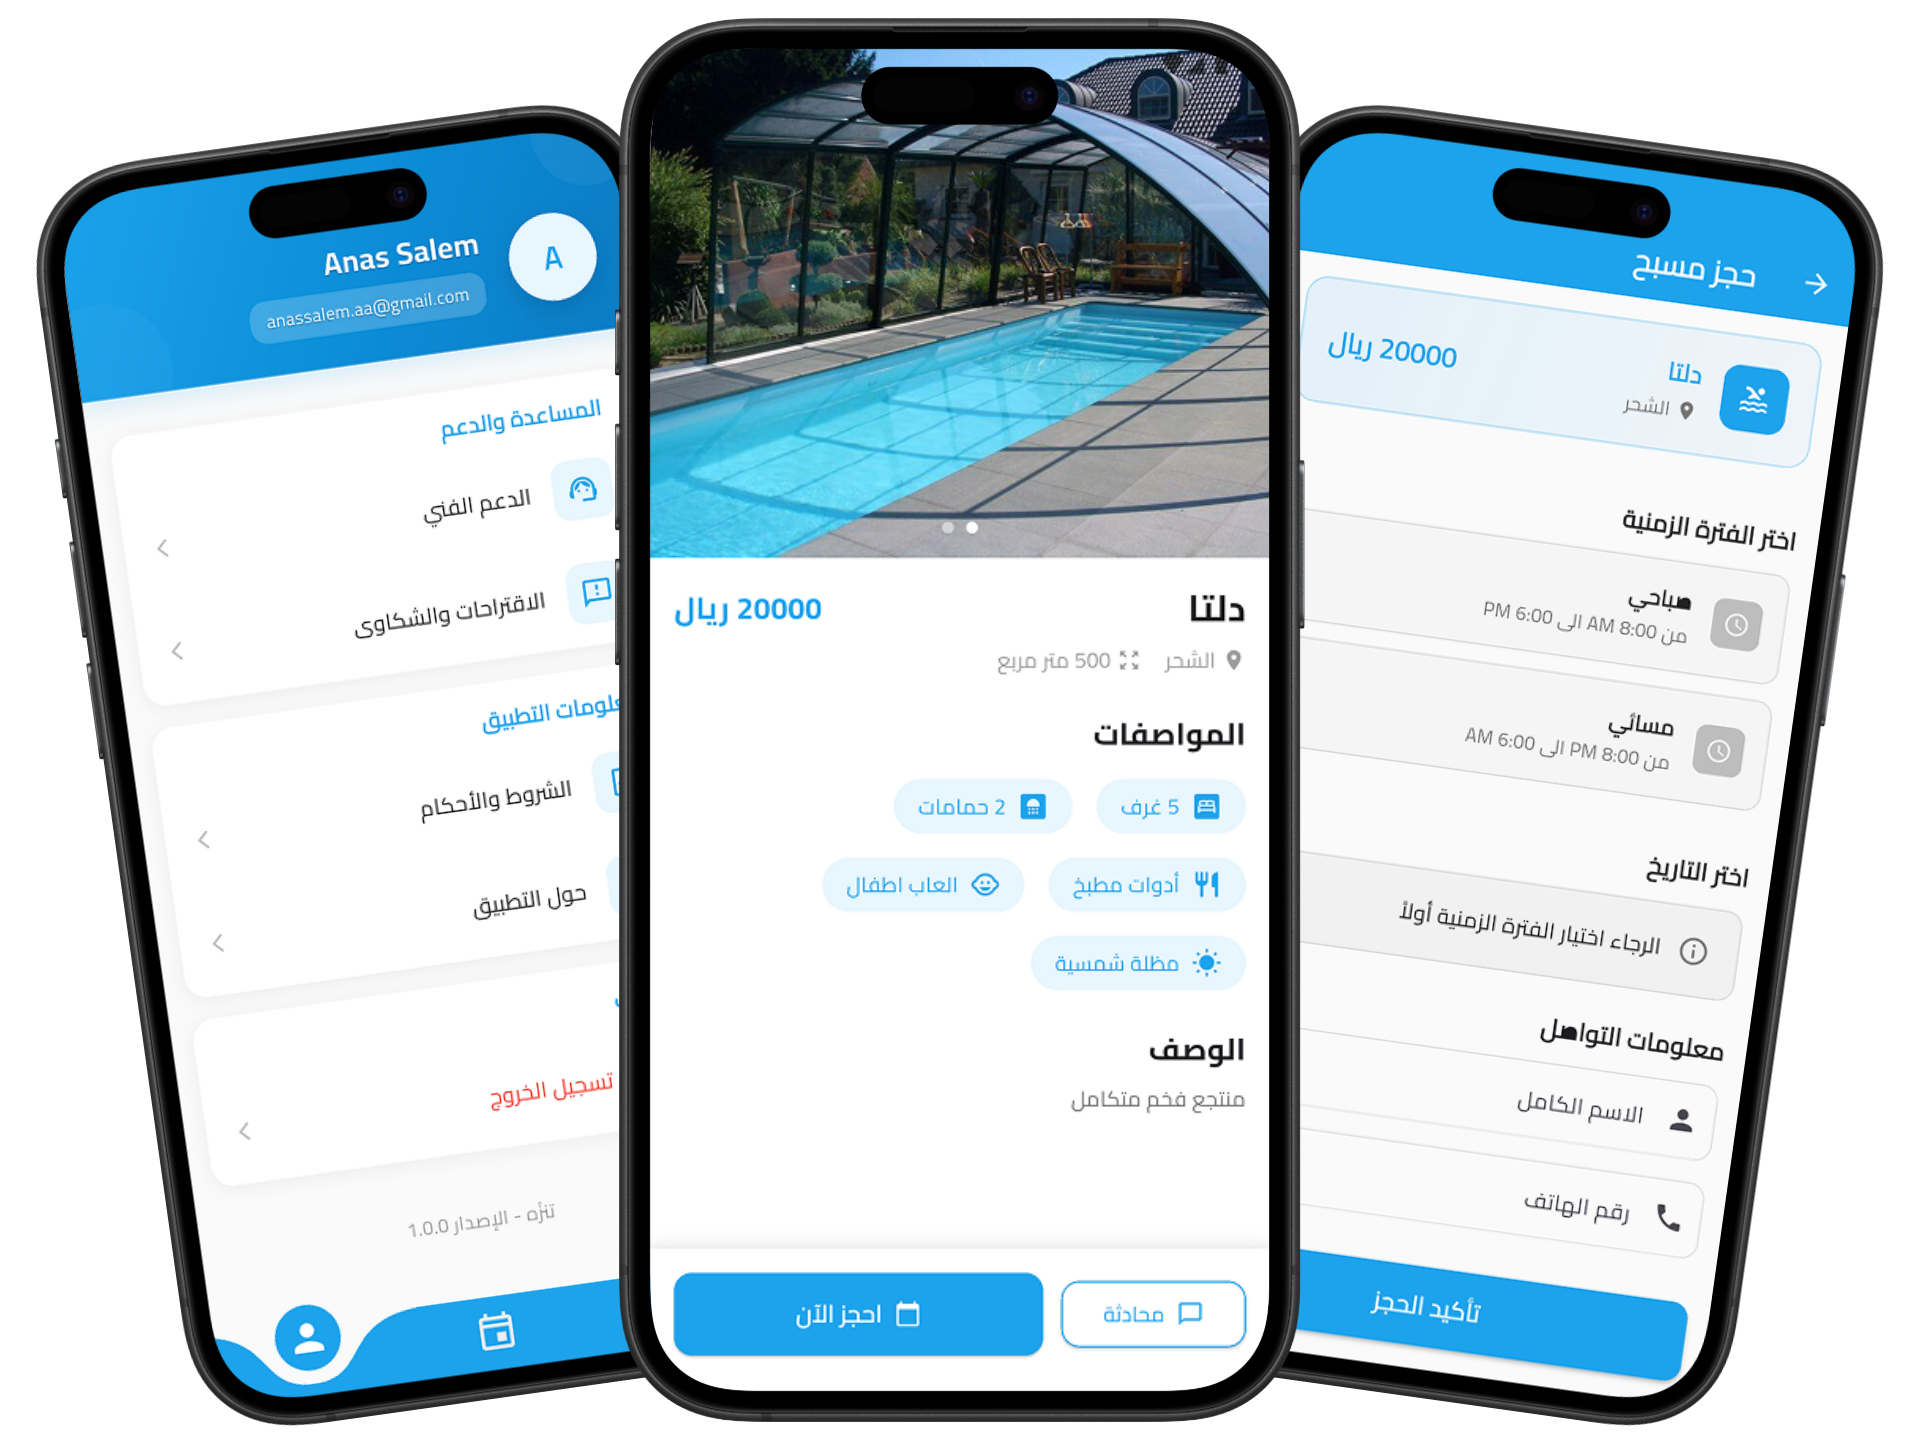 Anas Salem
A
anassalem.aa@gmail.com
المساعدة والدعم
الدعم الفني
الاقتراحات والشكاوى
التطبيق
الشروط والأحكام
حول التطبيق
تسجيل الخروج
تنزُه - الإصدار 1.0.0
دلتا
20000 ريال
الشحر
500 متر مربع
المواصفات
5 غرف
2 حمامات
أدوات مطبخ
العاب اطفال
مظلة شمسية
الوصف
منتجع فخم متكامل
محادثة
احجز الآن
حجز مسبح
دلتا
20000 ريال
الشحر
اختر الفترة الزمنية
صباحي
من 8:00 AM الى 6:00 PM
مسائي
من 8:00 PM الى 6:00 AM
اختر التاريخ
الرجاء اختيار الفترة الزمنية أولاً
معلومات التواصل
الاسم الكامل
رقم الهاتف
تأكيد الحجز